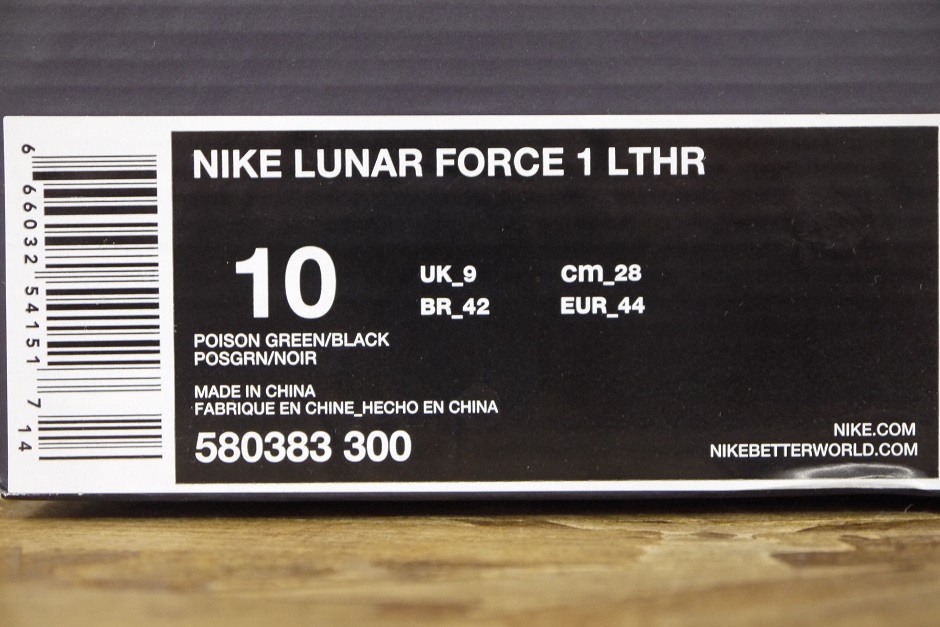 NIKE LUNAR FORCE 1 LTHR
10
UK_9 cm_28
BR_42 EUR_44
POISON GREEN/BLACK
POSGRN/NOIR
MADE IN CHINA
FABRIQUE EN CHINE_HECHO EN CHINA
580383 300
NIKE.COM
NIKEBETTERWORLD.COM
6 66032 54151 7 14